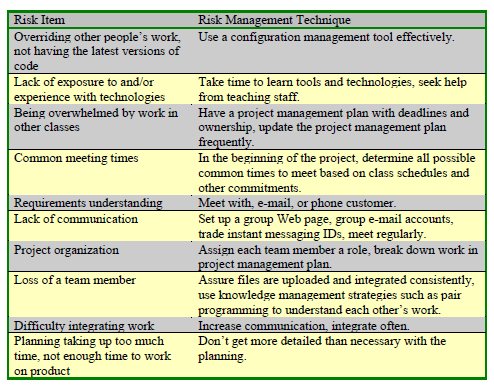 Risk Item Risk Management Technique
Overriding other people's work, Use a configuration management tool effectively.
not having the latest versions of
code
Lack of exposure to and/or Take time to learn tools and technologies, seek help
experience with technologies from teaching staff.
Being overwhelmed by work in Have a project management plan with deadlines and
other classes ownership, update the project management plan
frequently.
Common meeting times In the beginning of the project, determine all possible
common times to meet based on class schedules and
other commitments.
Requirements understanding Meet with, e-mail, or phone customer.
Lack of communication Set up a group Web page, group e-mail accounts,
trade instant messaging IDs, meet regularly.
Project organization Assign each team member a role, break down work in
project management plan.
Loss of a team member Assure files are uploaded and integrated consistently,
use knowledge management strategies such as pair
programming to understand each other's work.
Difficulty integrating work Increase communication, integrate often.
Planning taking up too much Don't get more detailed than necessary with the
time, not enough time to work planning.
on product